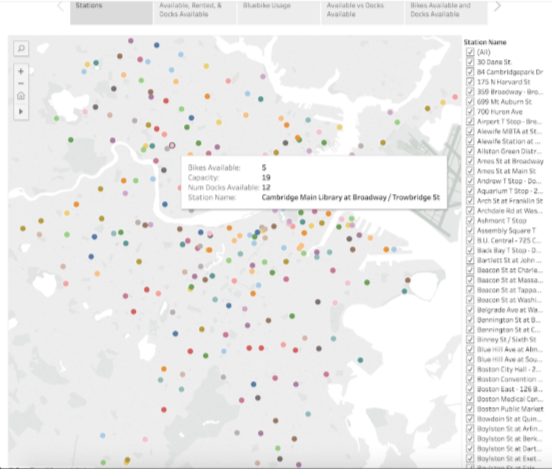 Stations
Available, Rented, &
Docks Available
Bluebike Usage
Available vs Docks
Available
Bikes Available and
Docks Available
Bikes Available: 5
Capacity: 19
Num Docks Available: 12
Station Name: Cambridge Main Library at Broadway / Trowbridge St
Station Name
(All)
30 Dane St.
84 Cambridgepark Dr
175 N Harvard St
359 Broadway - Bro...
699 Mt Auburn St.
700 Huron Ave
Airport T Stop - Bre...
Alewife MBTA at St...
Alewife Station at ...
Allston Green Distr...
Ames St at Broadway
Ames St at Main St
Andrew T Stop - Do...
Aquarium T Stop - 2...
Arch St at Franklin St
Archdale Rd at Was...
Ashmont T Stop
Assembly Square T
B.U. Central - 725 C...
Back Bay T Stop - D...
Bartlett St at John ...
Beacon St at Charle...
Beacon St at Massa...
Beacon St at Tappa...
Beacon St at Washi...
Belgrade Ave at Wa...
Bennington St at B...
Bennington St at C...
Binney St / Sixth St
Blue Hill Ave at Alm...
Blue Hill Ave at Sou...
Boston City Hall - 2...
Boston Convention ...
Boston East - 126 B...
Boston Medical Cen...
Boston Public Market
Bowdoin St at Quin...
Boylston St at Arlin...
Boylston St at Berk...
Boylston St at Dart...
Boylston St at Exet...